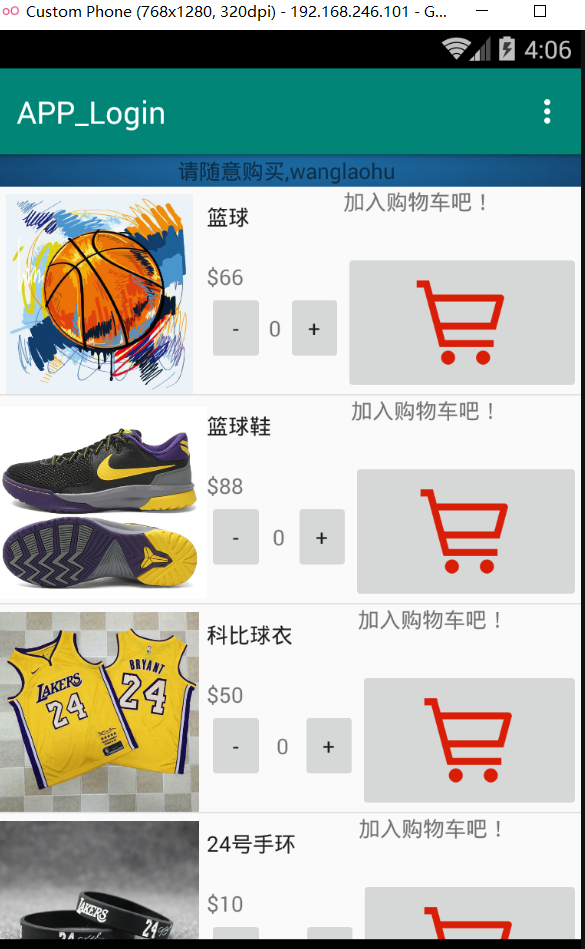 Custom Phone (768x1280, 320dpi) - 192.168.246.101 - G...
4:06
APP_Login
请随意购买,wanglaohu
篮球
加入购物车吧！
$66
- 0 +
篮球鞋
加入购物车吧！
$88
- 0 +
科比球衣
加入购物车吧！
$50
- 0 +
LAKERS
24
BRYANT
24
24号手环
加入购物车吧！
$10
LAKERS
24
24